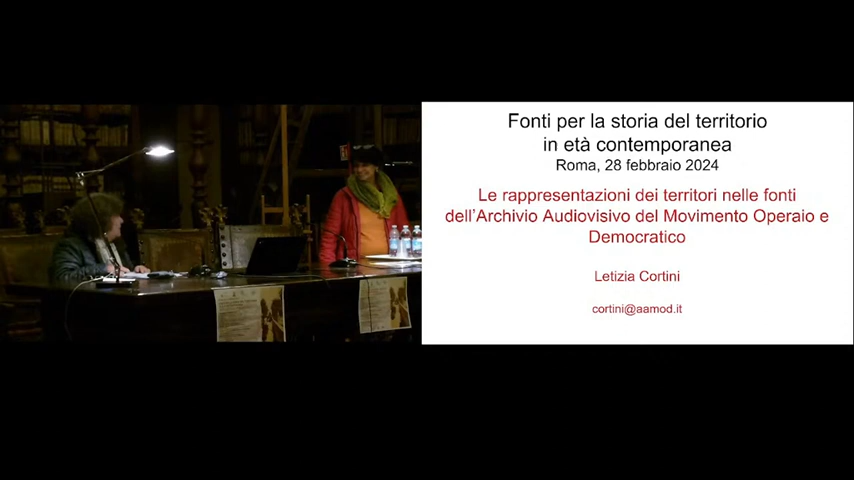 Fonti per la storia del territorio
in età contemporanea
Roma, 28 febbraio 2024
Le rappresentazioni dei territori nelle fonti
dell'Archivio Audiovisivo del Movimento Operaio e
Democratico
Letizia Cortini
cortini@aamod.it